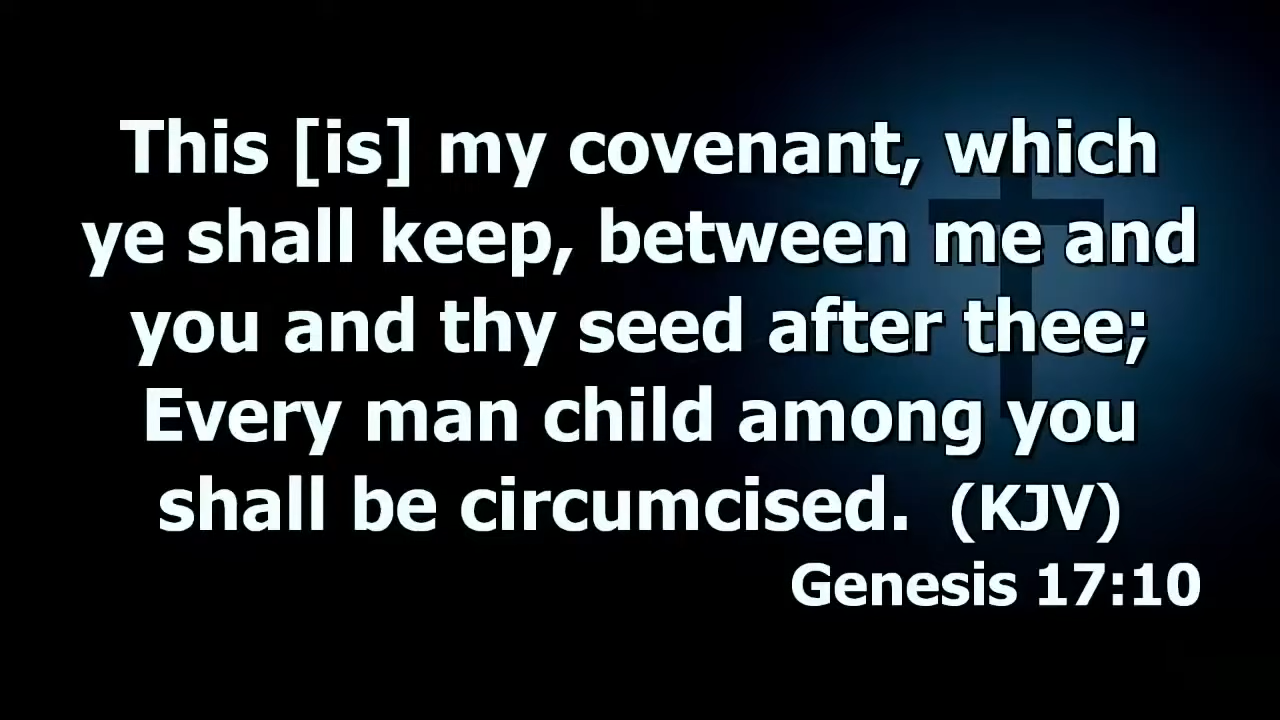 This [is] my covenant, which
ye shall keep, between me and
you and thy seed after thee;
Every man child among you
shall be circumcised. (KJV)
Genesis 17:10